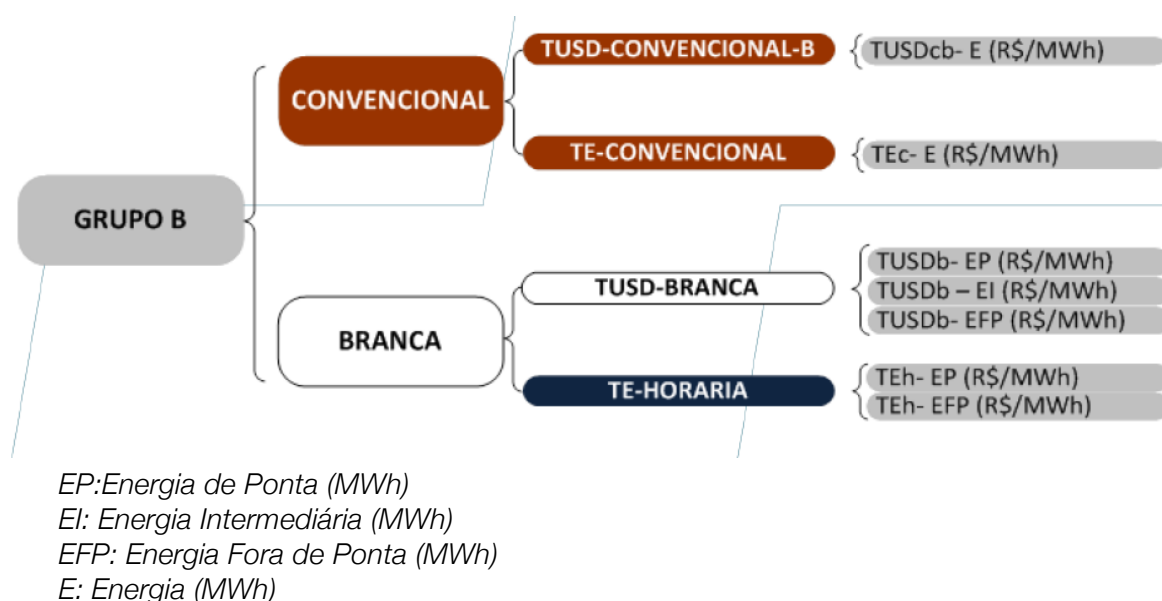 GRUPO B
CONVENCIONAL
TUSD-CONVENCIONAL-B
TUSDcb- E (R$/MWh)
TE-CONVENCIONAL
TEc- E (R$/MWh)
BRANCA
TUSD-BRANCA
TUSDb- EP (R$/MWh)
TUSDb – EI (R$/MWh)
TUSDb- EFP (R$/MWh)
TE-HORARIA
TEh- EP (R$/MWh)
TEh- EFP (R$/MWh)
EP:Energia de Ponta (MWh)
EI: Energia Intermediária (MWh)
EFP: Energia Fora de Ponta (MWh)
E: Energia (MWh)